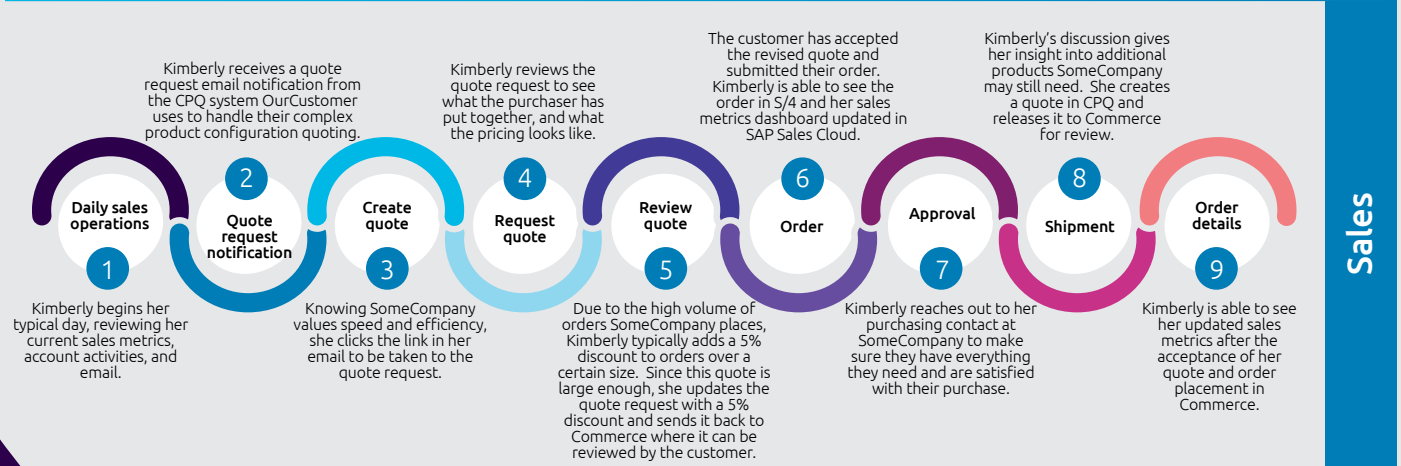 Daily sales
operations
1
Kimberly begins her
typical day, reviewing her
current sales metrics,
account activities, and
email.
Kimberly receives a quote
request email notification from
the CPQ system OurCustomer
uses to handle their complex
product configuration quoting.
2
Quote
request
notification
Create
quote
3
Knowing SomeCompany
values speed and efficiency,
she clicks the link in her
email to be taken to the
quote request.
Kimberly reviews the
quote request to see
what the purchaser has
put together, and what
the pricing looks like.
4
Request
quote
Review
quote
5
Due to the high volume of
orders SomeCompany places,
Kimberly typically adds a 5%
discount to orders over a
certain size. Since this quote is
large enough, she updates the
quote request with a 5%
discount and sends it back to
Commerce where it can be
reviewed by the customer.
The customer has accepted
the revised quote and
submitted their order.
Kimberly is able to see the
order in S/4 and her sales
metrics dashboard updated in
SAP Sales Cloud.
6
Order
Approval
7
Kimberly reaches out to her
purchasing contact at
SomeCompany to make
sure they have everything
they need and are satisfied
with their purchase.
Kimberly's discussion gives
her insight into additional
products SomeCompany
may still need. She creates
a quote in CPQ and
releases it to Commerce
for review.
8
Shipment
Order
details
9
Kimberly is able to see
her updated sales
metrics after the
acceptance of her
quote and order
placement in
Commerce.
Sales